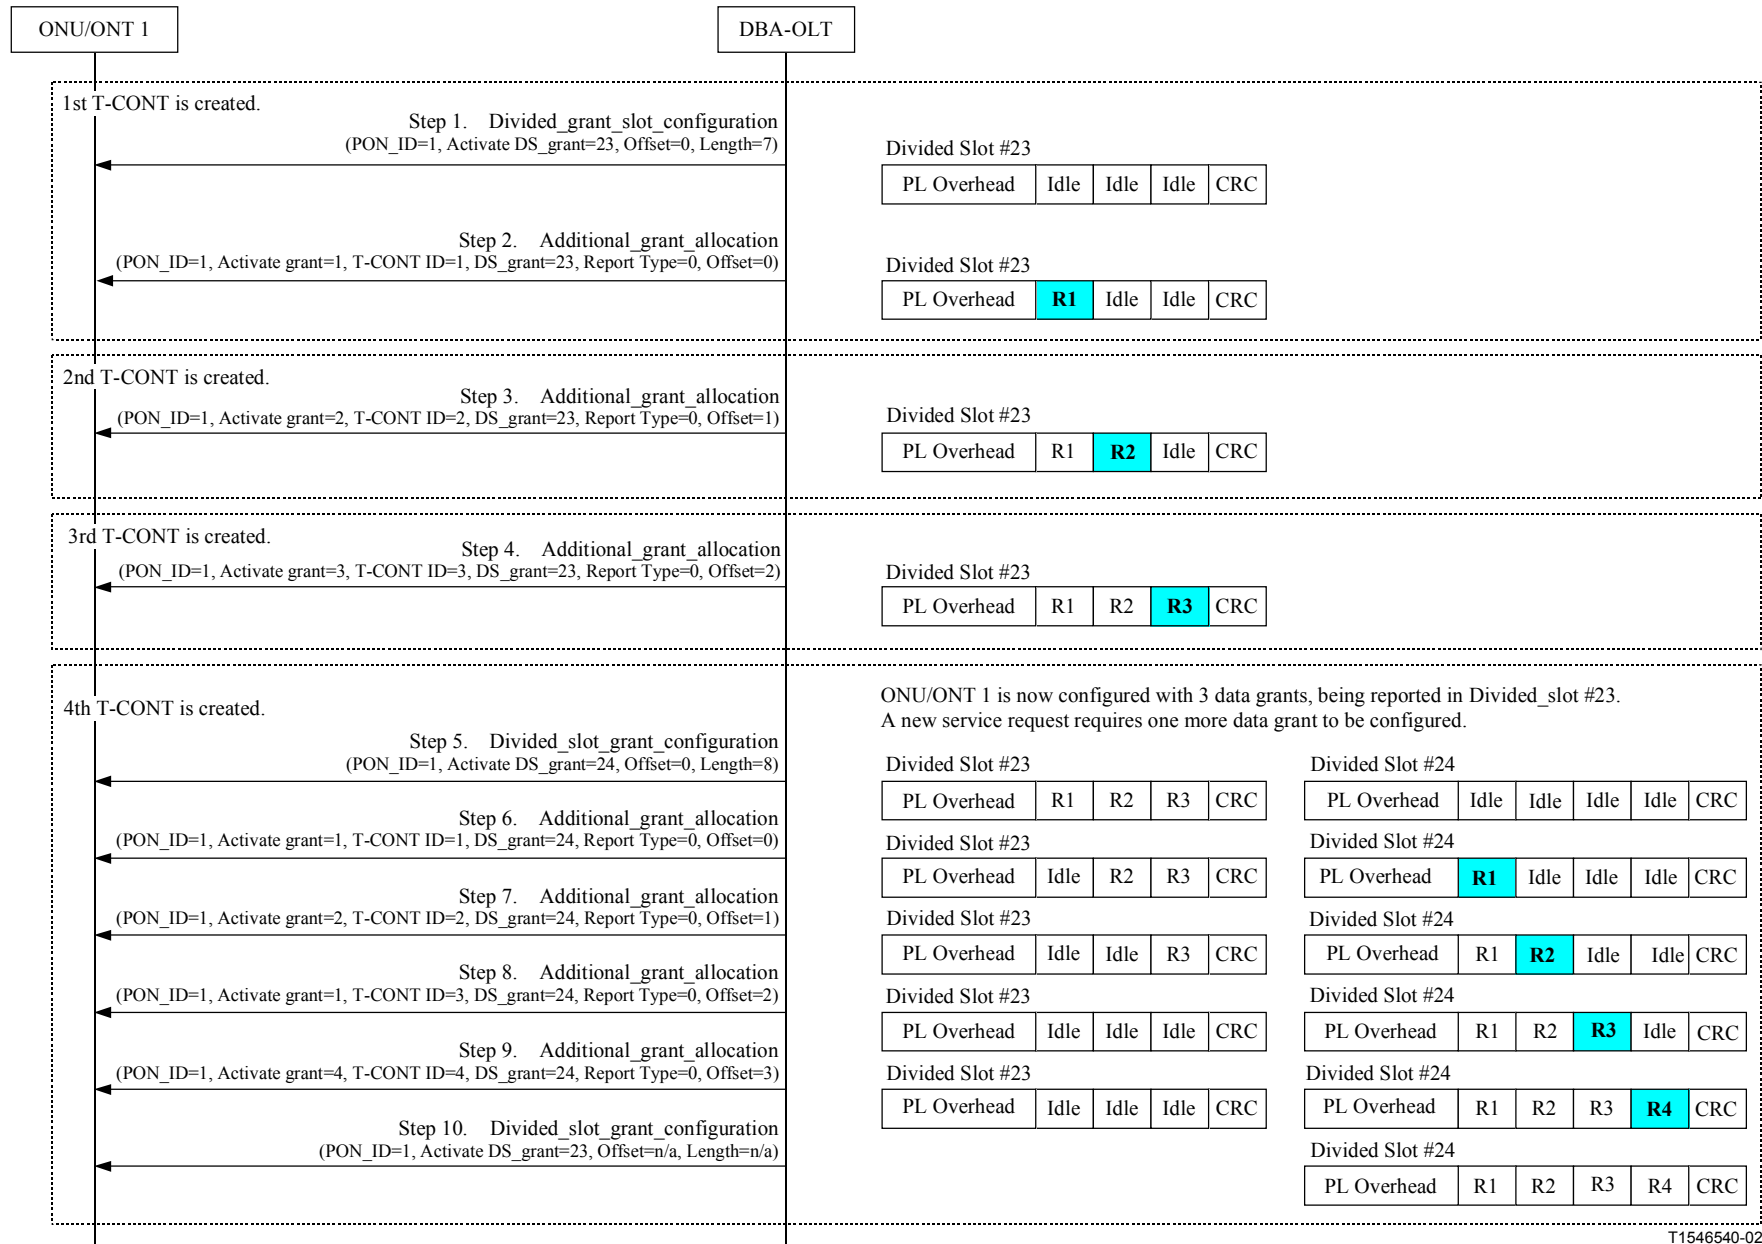 ONU/ONT 1
DBA-OLT
1st T-CONT is created.
Step 1. Divided_grant_slot_configuration
(PON_ID=1, Activate DS_grant=23, Offset=0, Length=7)
Divided Slot #23
PL Overhead Idle Idle Idle CRC
Step 2. Additional_grant_allocation
(PON_ID=1, Activate grant=1, T-CONT ID=1, DS_grant=23, Report Type=0, Offset=0)
Divided Slot #23
PL Overhead R1 Idle Idle CRC
2nd T-CONT is created.
Step 3. Additional_grant_allocation
(PON_ID=1, Activate grant=2, T-CONT ID=2, DS_grant=23, Report Type=0, Offset=1)
Divided Slot #23
PL Overhead R1 R2 Idle CRC
3rd T-CONT is created.
Step 4. Additional_grant_allocation
(PON_ID=1, Activate grant=3, T-CONT ID=3, DS_grant=23, Report Type=0, Offset=2)
Divided Slot #23
PL Overhead R1 R2 R3 CRC
4th T-CONT is created.
ONU/ONT 1 is now configured with 3 data grants, being reported in Divided_slot #23.
A new service request requires one more data grant to be configured.
Step 5. Divided_slot_grant_configuration
(PON_ID=1, Activate DS_grant=24, Offset=0, Length=8)
Divided Slot #23
PL Overhead R1 R2 R3 CRC
Divided Slot #24
PL Overhead Idle Idle Idle Idle CRC
Step 6. Additional_grant_allocation
(PON_ID=1, Activate grant=1, T-CONT ID=1, DS_grant=24, Report Type=0, Offset=0)
Divided Slot #23
PL Overhead Idle R2 R3 CRC
Divided Slot #24
PL Overhead R1 Idle Idle Idle CRC
Step 7. Additional_grant_allocation
(PON_ID=1, Activate grant=2, T-CONT ID=2, DS_grant=24, Report Type=0, Offset=1)
Divided Slot #23
PL Overhead Idle Idle R3 CRC
Divided Slot #24
PL Overhead R1 R2 Idle Idle CRC
Step 8. Additional_grant_allocation
(PON_ID=1, Activate grant=1, T-CONT ID=3, DS_grant=24, Report Type=0, Offset=2)
Divided Slot #23
PL Overhead Idle Idle Idle CRC
Divided Slot #24
PL Overhead R1 R2 R3 Idle CRC
Step 9. Additional_grant_allocation
(PON_ID=1, Activate grant=4, T-CONT ID=4, DS_grant=24, Report Type=0, Offset=3)
Divided Slot #23
PL Overhead Idle Idle Idle CRC
Divided Slot #24
PL Overhead R1 R2 R3 R4 CRC
Step 10. Divided_slot_grant_configuration
(PON_ID=1, Activate DS_grant=23, Offset=n/a, Length=n/a)
Divided Slot #24
PL Overhead R1 R2 R3 R4 CRC
T1546540-02